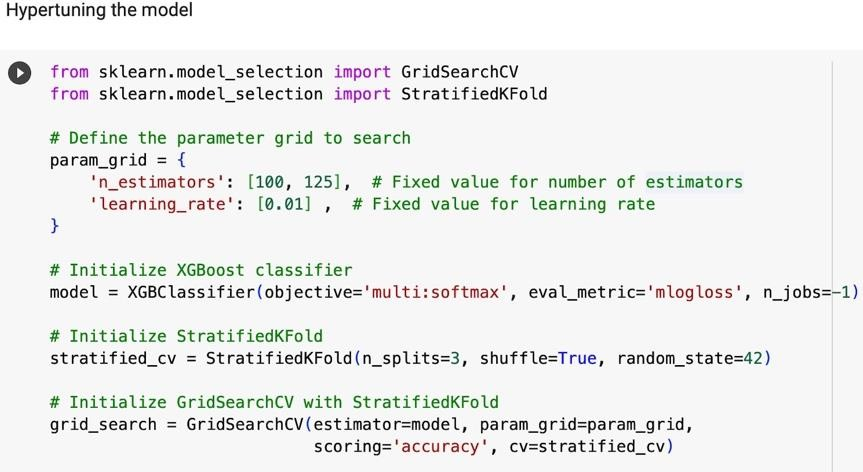 Hypertuning the model
from sklearn.model_selection import GridSearchCV
from sklearn.model_selection import StratifiedKFold
# Define the parameter grid to search
param_grid = {
    'n_estimators': [100, 125],  # Fixed value for number of estimators
    'learning_rate': [0.01] ,  # Fixed value for learning rate
}
# Initialize XGBoost classifier
model = XGBClassifier(objective='multi:softmax', eval_metric='mlogloss', n_jobs=-1)
# Initialize StratifiedKFold
stratified_cv = StratifiedKFold(n_splits=3, shuffle=True, random_state=42)
# Initialize GridSearchCV with StratifiedKFold
grid_search = GridSearchCV(estimator=model, param_grid=param_grid,
                           scoring='accuracy', cv=stratified_cv)